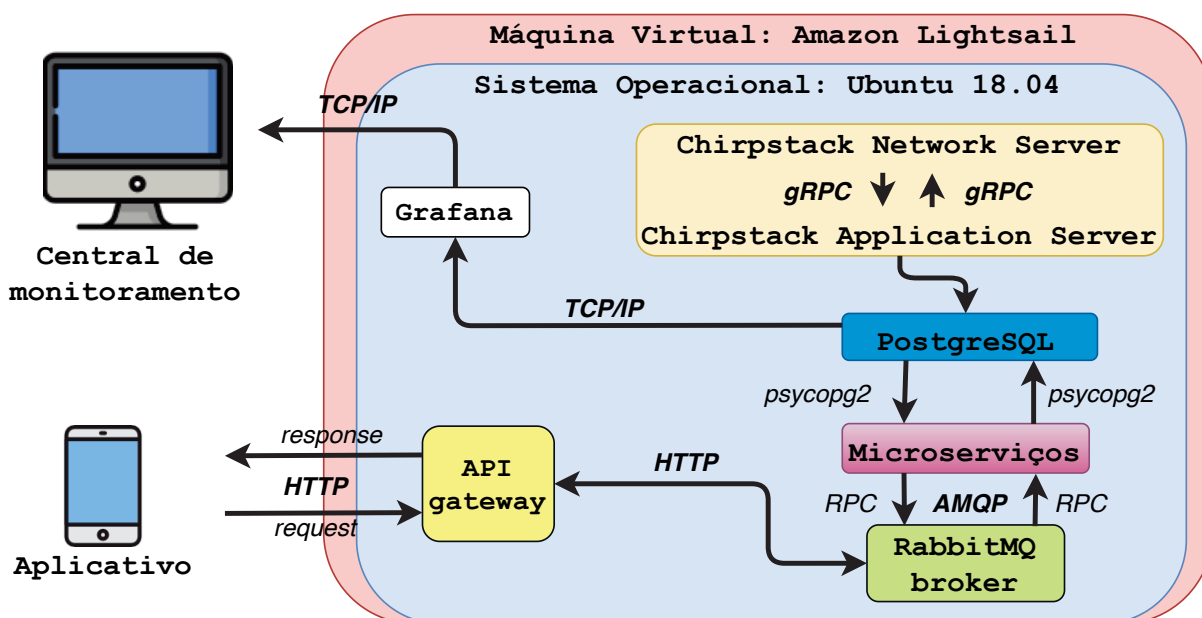 Máquina Virtual: Amazon Lightsail
Sistema Operacional: Ubuntu 18.04
TCP/IP
Chirpstack Network Server
gRPC gRPC
Chirpstack Application Server
Grafana
Central de
monitoramento
TCP/IP
PostgreSQL
psycopg2 psycopg2
Microserviços
RPC AMQP RPC
RabbitMQ
broker
HTTP
API
gateway
response
HTTP
request
Aplicativo